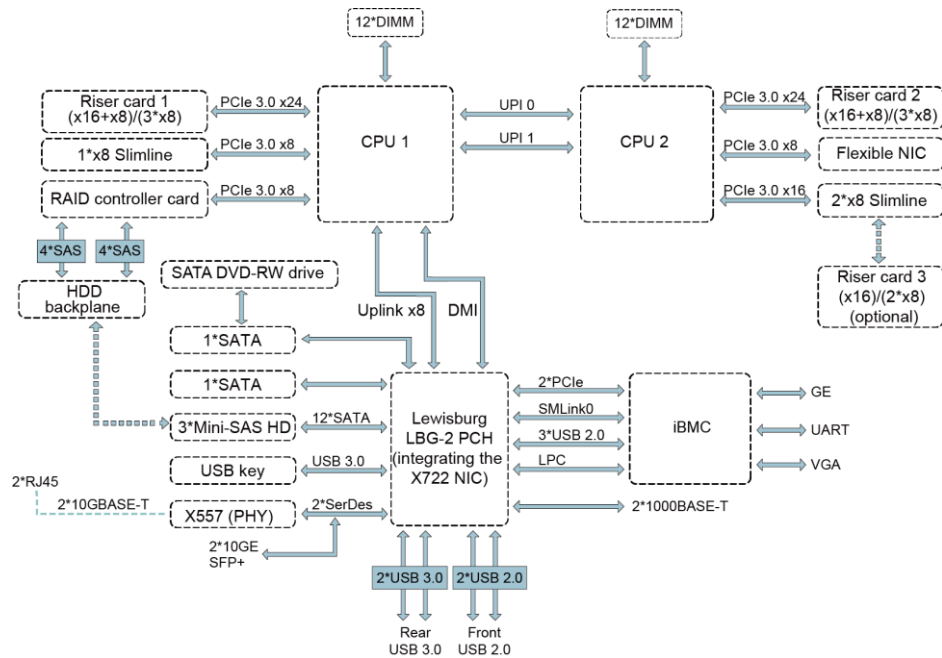 12*DIMM
12*DIMM
Riser card 1
(x16+x8)/(3*x8)
PCIe 3.0 x24
1*x8 Slimline
PCIe 3.0 x8
RAID controller card
PCIe 3.0 x8
CPU 1
UPI 0
UPI 1
CPU 2
PCIe 3.0 x24
Riser card 2
(x16+x8)/(3*x8)
PCIe 3.0 x8
Flexible NIC
PCIe 3.0 x16
2*x8 Slimline
4*SAS
4*SAS
HDD
backplane
SATA DVD-RW drive
Uplink x8
DMI
Riser card 3
(x16)/(2*x8)
(optional)
1*SATA
1*SATA
3*Mini-SAS HD
12*SATA
USB key
USB 3.0
2*RJ45
2*10GBASE-T
X557 (PHY)
2*SerDes
2*10GE
SFP+
Lewisburg
LBG-2 PCH
(integrating the
X722 NIC)
2*PCIe
SMLink0
3*USB 2.0
LPC
iBMC
GE
UART
VGA
2*1000BASE-T
2*USB 3.0
2*USB 2.0
Rear
USB 3.0
Front
USB 2.0